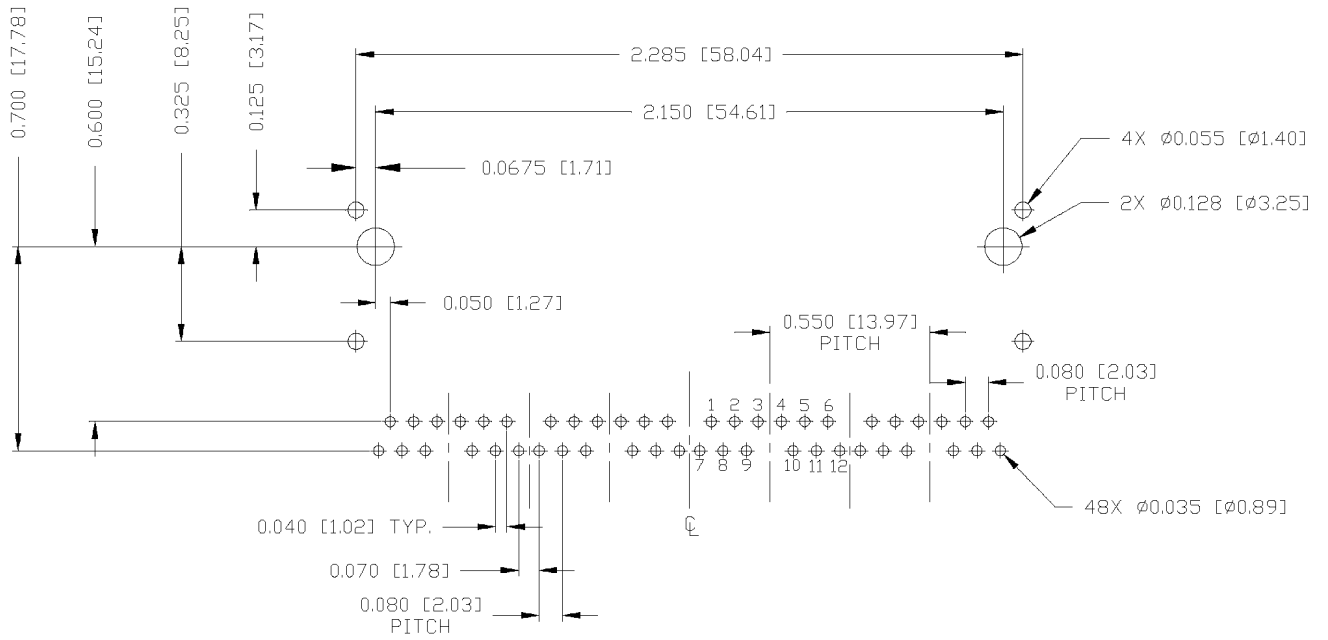 0.700 [17.78]
0.600 [15.24]
0.325 [8.25]
0.125 [3.17]
2.285 [58.04]
2.150 [54.61]
0.0675 [1.71]
4X Ø0.055 [Ø1.40]
2X Ø0.128 [Ø3.25]
0.050 [1.27]
0.550 [13.97]
PITCH
0.080 [2.03]
PITCH
1 2 3 4 5 6
7 8 9 10 11 12
48X Ø0.035 [Ø0.89]
℄
0.040 [1.02] TYP.
0.070 [1.78]
0.080 [2.03]
PITCH